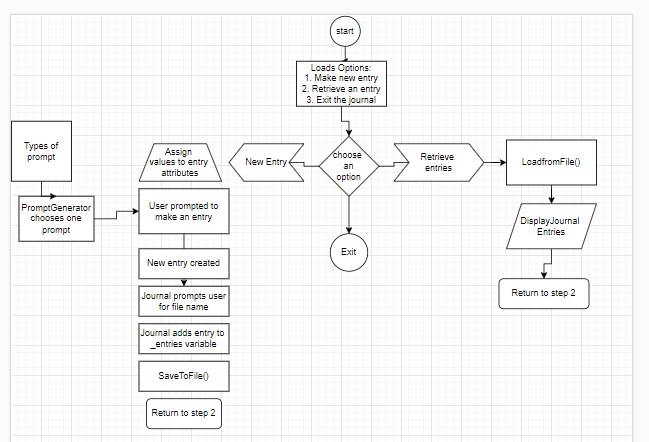 start
Loads Options:
1. Make new entry
2. Retrieve an entry
3. Exit the journal
Types of
prompt
Assign
values to entry
attributes
New Entry
choose
an
option
Retrieve
entries
LoadfromFile()
PromptGenerator
chooses one
prompt
User prompted to
make an entry
DisplayJournal
Entries
Exit
New entry created
Return to step 2
Journal prompts user
for file name
Journal adds entry to
_entries variable
SaveToFile()
Return to step 2